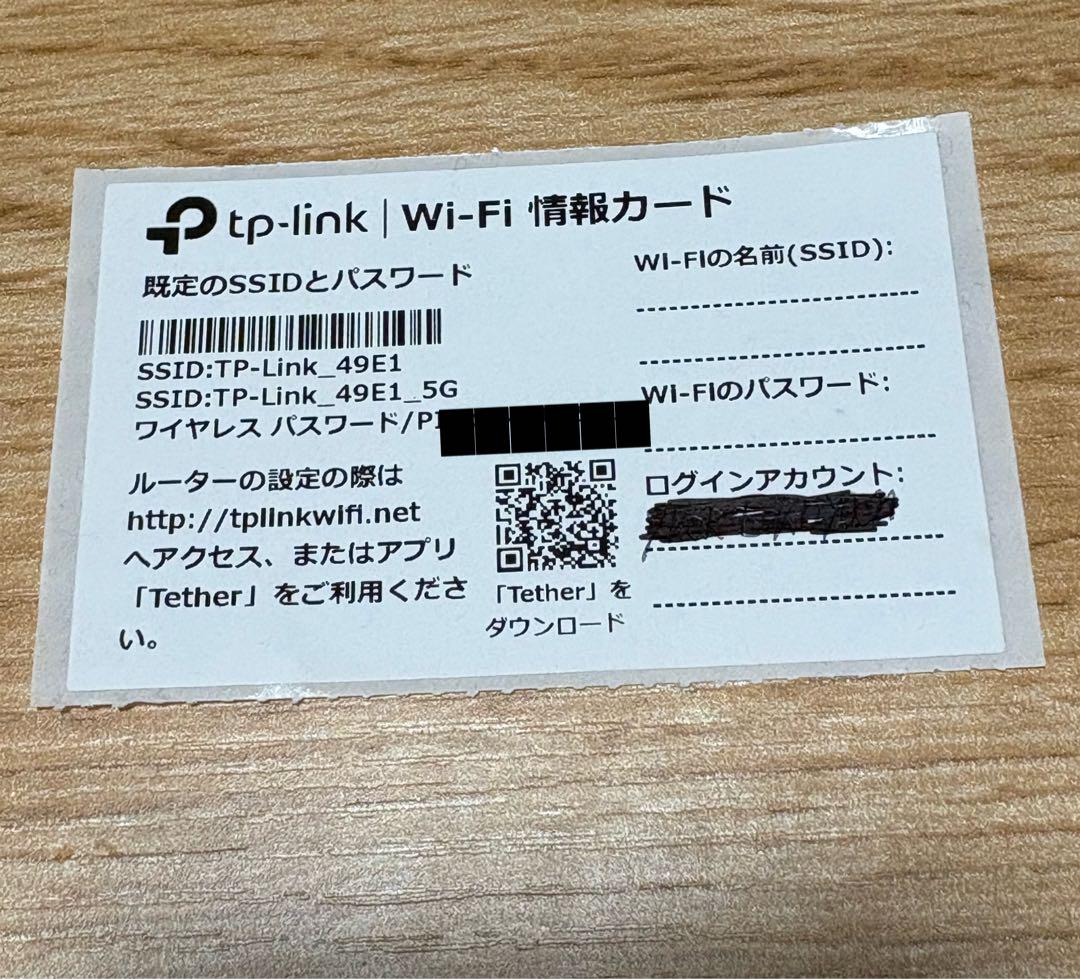 tp-link | Wi-Fi 情報カード
既定のSSIDとパスワード
SSID:TP-Link_49E1
SSID:TP-Link_49E1_5G
ワイヤレス パスワード/PI
ルーターの設定の際は
http://tplinkwifi.net
へアクセス、またはアプリ
「Tether」をご利用くださ
い。
「Tether」を
ダウンロード
Wi-Fiの名前(SSID):
Wi-Fiのパスワード:
ログインアカウント: